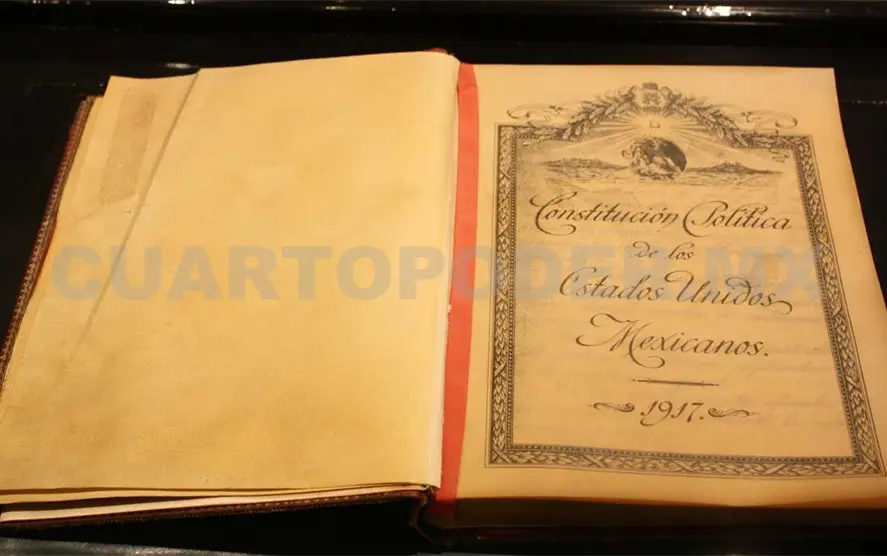 Constitución Política
de los
Estados Unidos
Mexicanos.
1917.
CUARTOPODER.MX